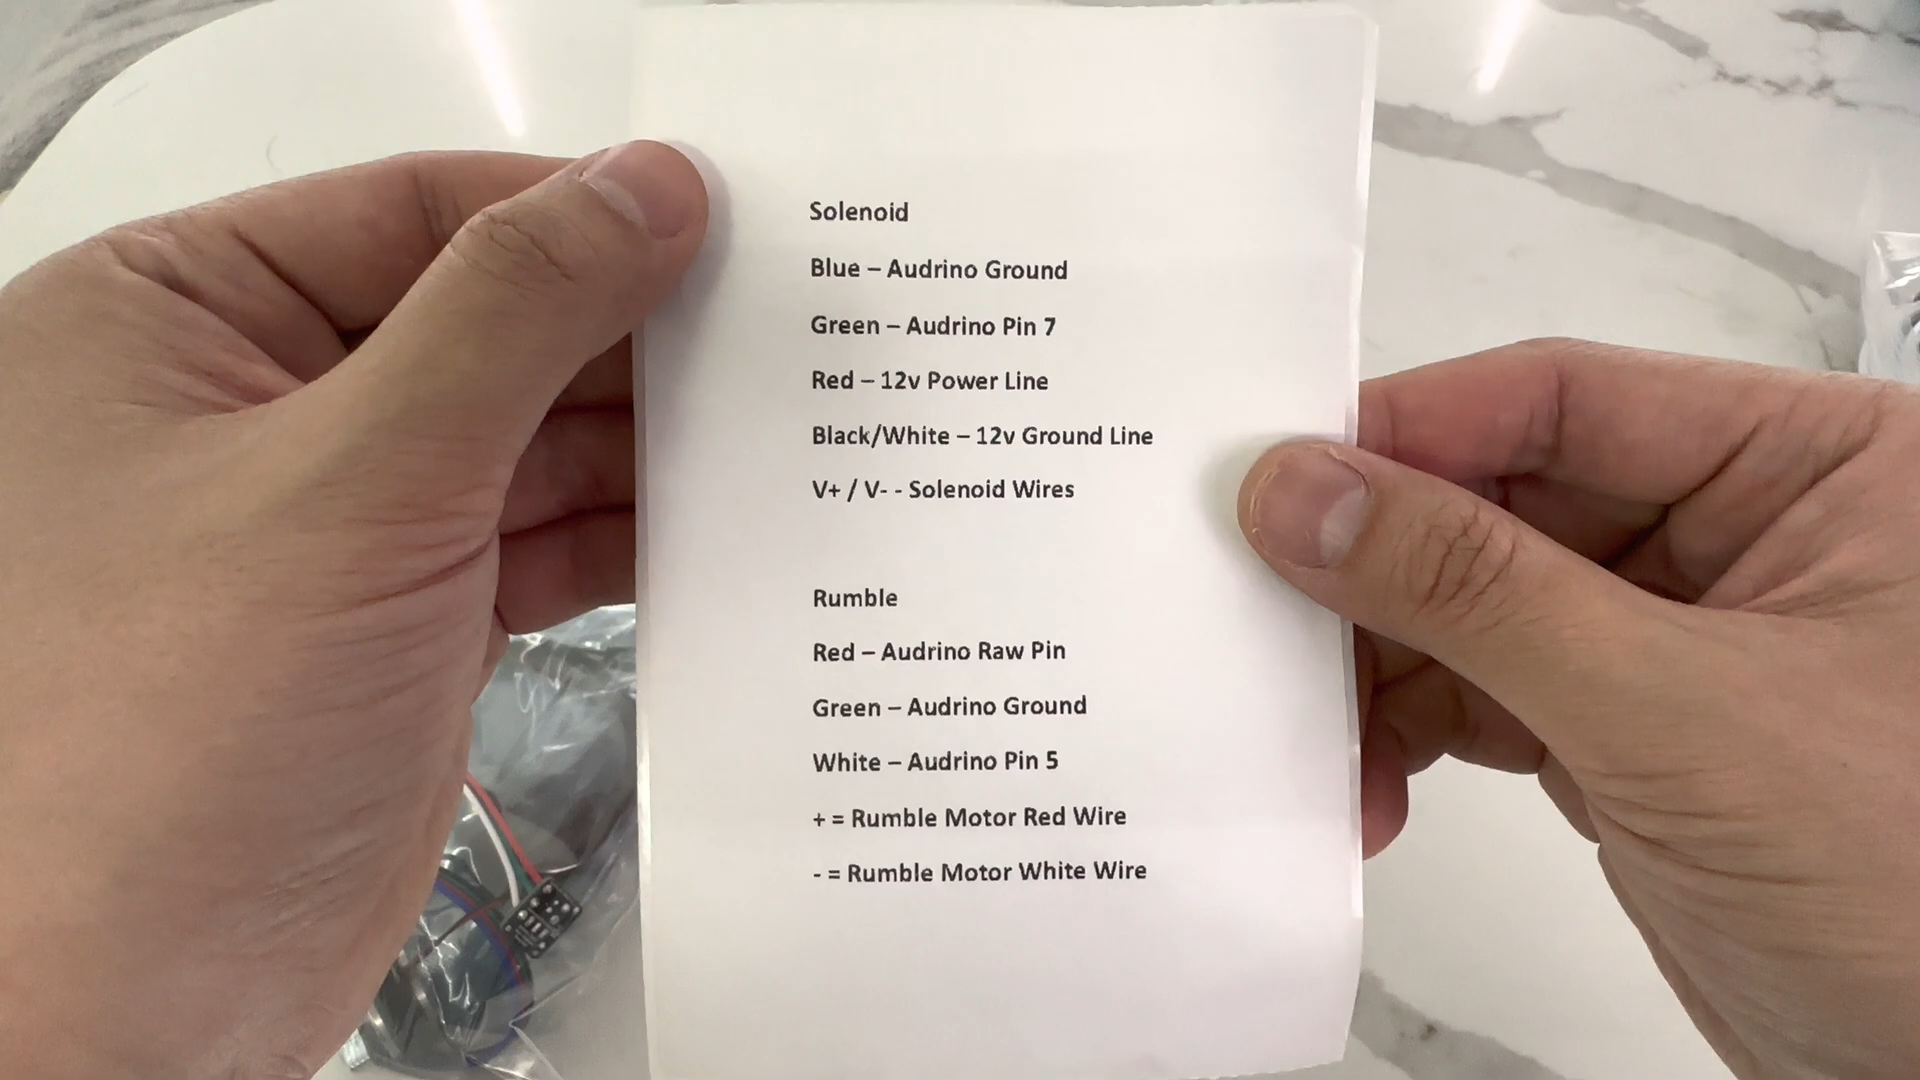 Solenoid
Blue – Audrino Ground
Green – Audrino Pin 7
Red – 12v Power Line
Black/White – 12v Ground Line
V+ / V- - Solenoid Wires
Rumble
Red – Audrino Raw Pin
Green – Audrino Ground
White – Audrino Pin 5
+ = Rumble Motor Red Wire
- = Rumble Motor White Wire